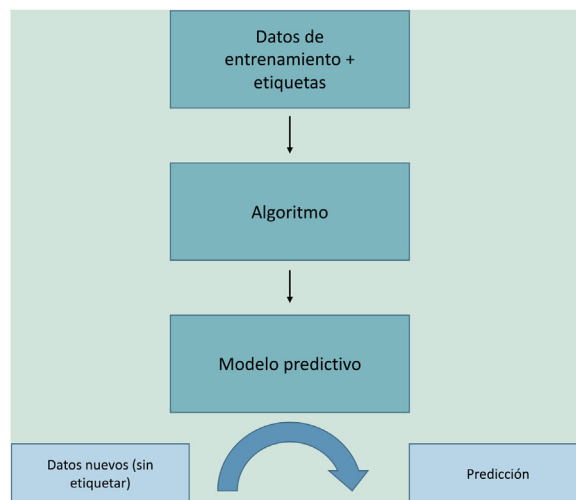 Datos de
entrenamiento +
etiquetas
Algoritmo
Modelo predictivo
Datos nuevos (sin
etiquetar)
Predicción